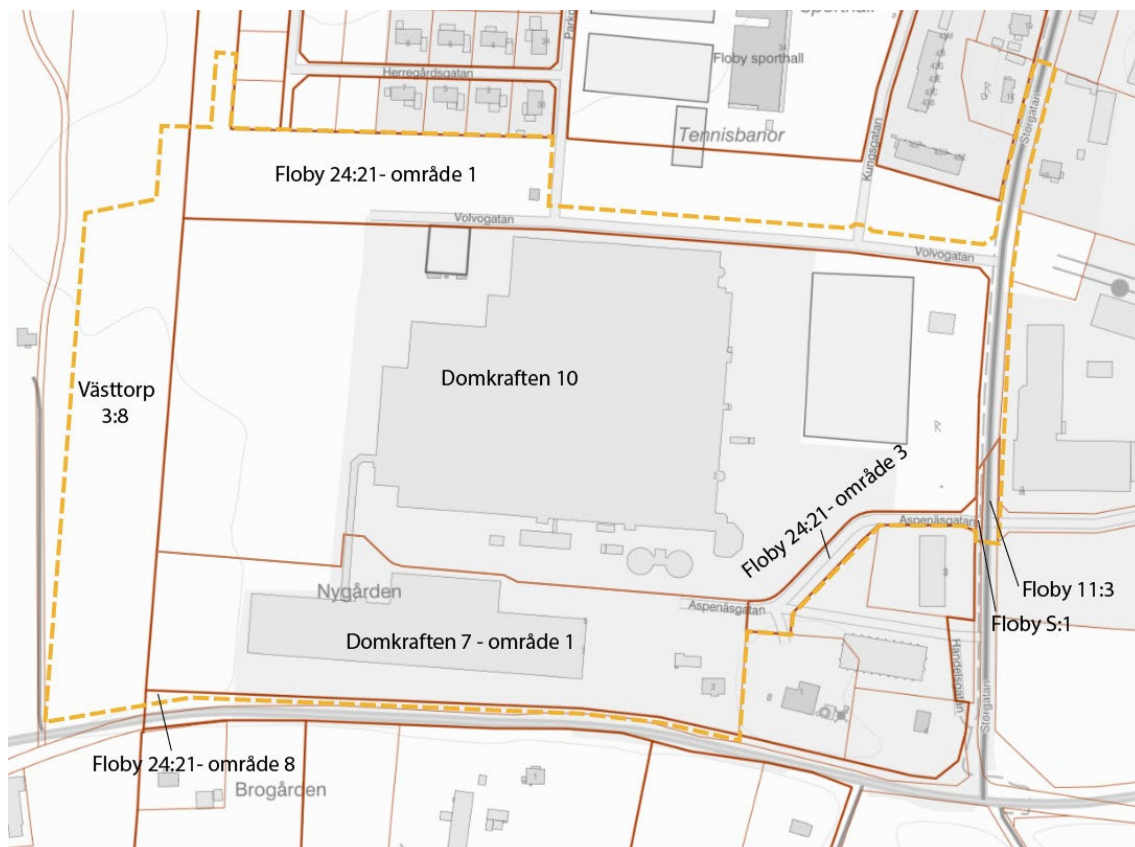 Sporthall
Herregårdsgatan
Floby sporthall
Tennisbanor
Kungsgatan
Storgatan
Floby 24:21- område 1
Volvogatan
Volvogatan
Västtorp
3:8
Domkraften 10
Floby 24:21- område 3
Aspenäsgatan
Nygården
Aspenäsgatan
Floby 11:3
Floby S:1
Domkraften 7 - område 1
Handelsgatan
Storgatan
Floby 24:21- område 8
Brogården